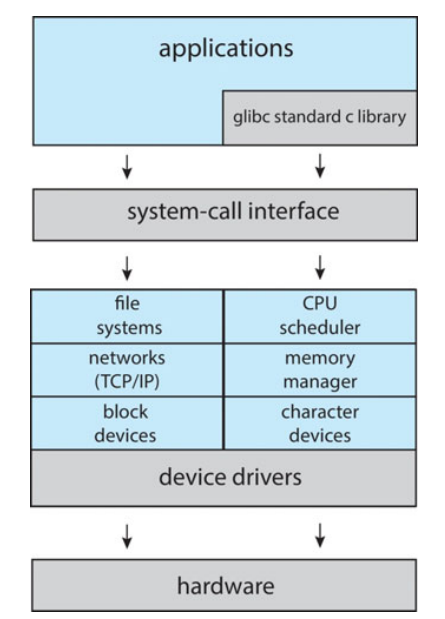 applications
glibc standard c library
system-call interface
file
systems
CPU
scheduler
networks
(TCP/IP)
memory
manager
block
devices
character
devices
device drivers
hardware